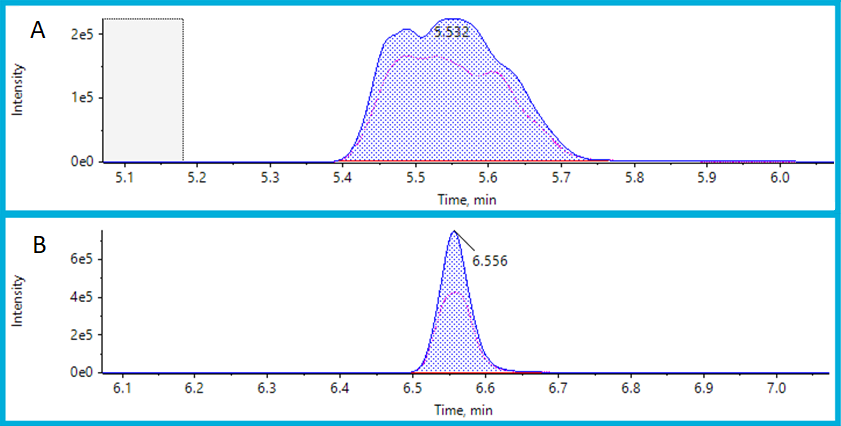 A
Intensity
2e5
1e5
0e0
5.532
5.1 5.2 5.3 5.4 5.5 5.6 5.7 5.8 5.9 6.0
Time, min
B
Intensity
6e5
4e5
2e5
0e0
6.556
6.1 6.2 6.3 6.4 6.5 6.6 6.7 6.8 6.9 7.0
Time, min